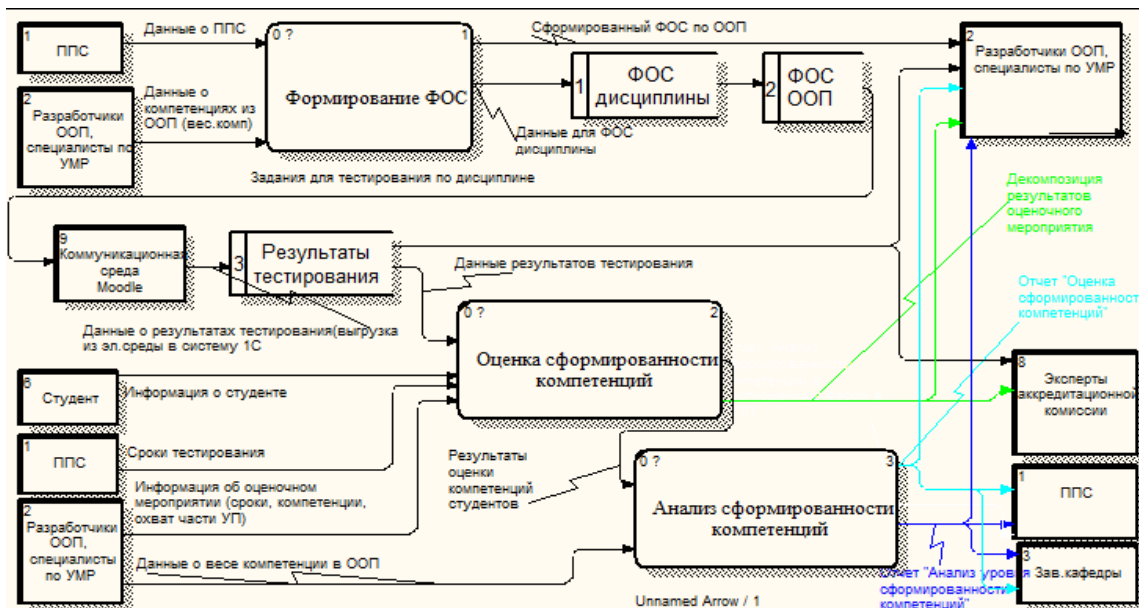 1
ППС
Данные о ППС
0 ?
1
Формирование ФОС
Сформированный ФОС по ООП
2
Разработчики ООП,
специалисты по
УМР
2
Разработчики
ООП,
специалисты по
УМР
Данные о
компетенциях из
ООП (вес.комп)
1
ФОС
дисциплины
2
ФОС
ООП
Данные для ФОС
дисциплины
Задания для тестирования по дисциплине
Декомпозиция
результатов
оценочного
мероприятия
9
Коммуникационная
среда
Moodle
3
Результаты
тестирования
Данные результатов тестирования
Данные о результатах тестирования(выгрузка
из эл.среды в систему 1С
0 ?
2
Оценка сформированности
компетенций
Отчет "Оценка
сформированност
компетенций"
6
Студент
Информация о студенте
8
Эксперты
аккредитационной
комиссии
1
ППС
Сроки тестирования
Результаты
оценки
компетенций
студентов
0 ?
3
Анализ сформированности
компетенций
1
ППС
Информация об оценочном
мероприятии (сроки, компетенции,
охват части УП)
2
Разработчики
ООП,
специалисты
по УМР
Данные о весе компетенции в ООП
3
Зав.кафедры
Отчет "Анализ уровня
сформированности
компетенций"
Unnamed Arrow / 1